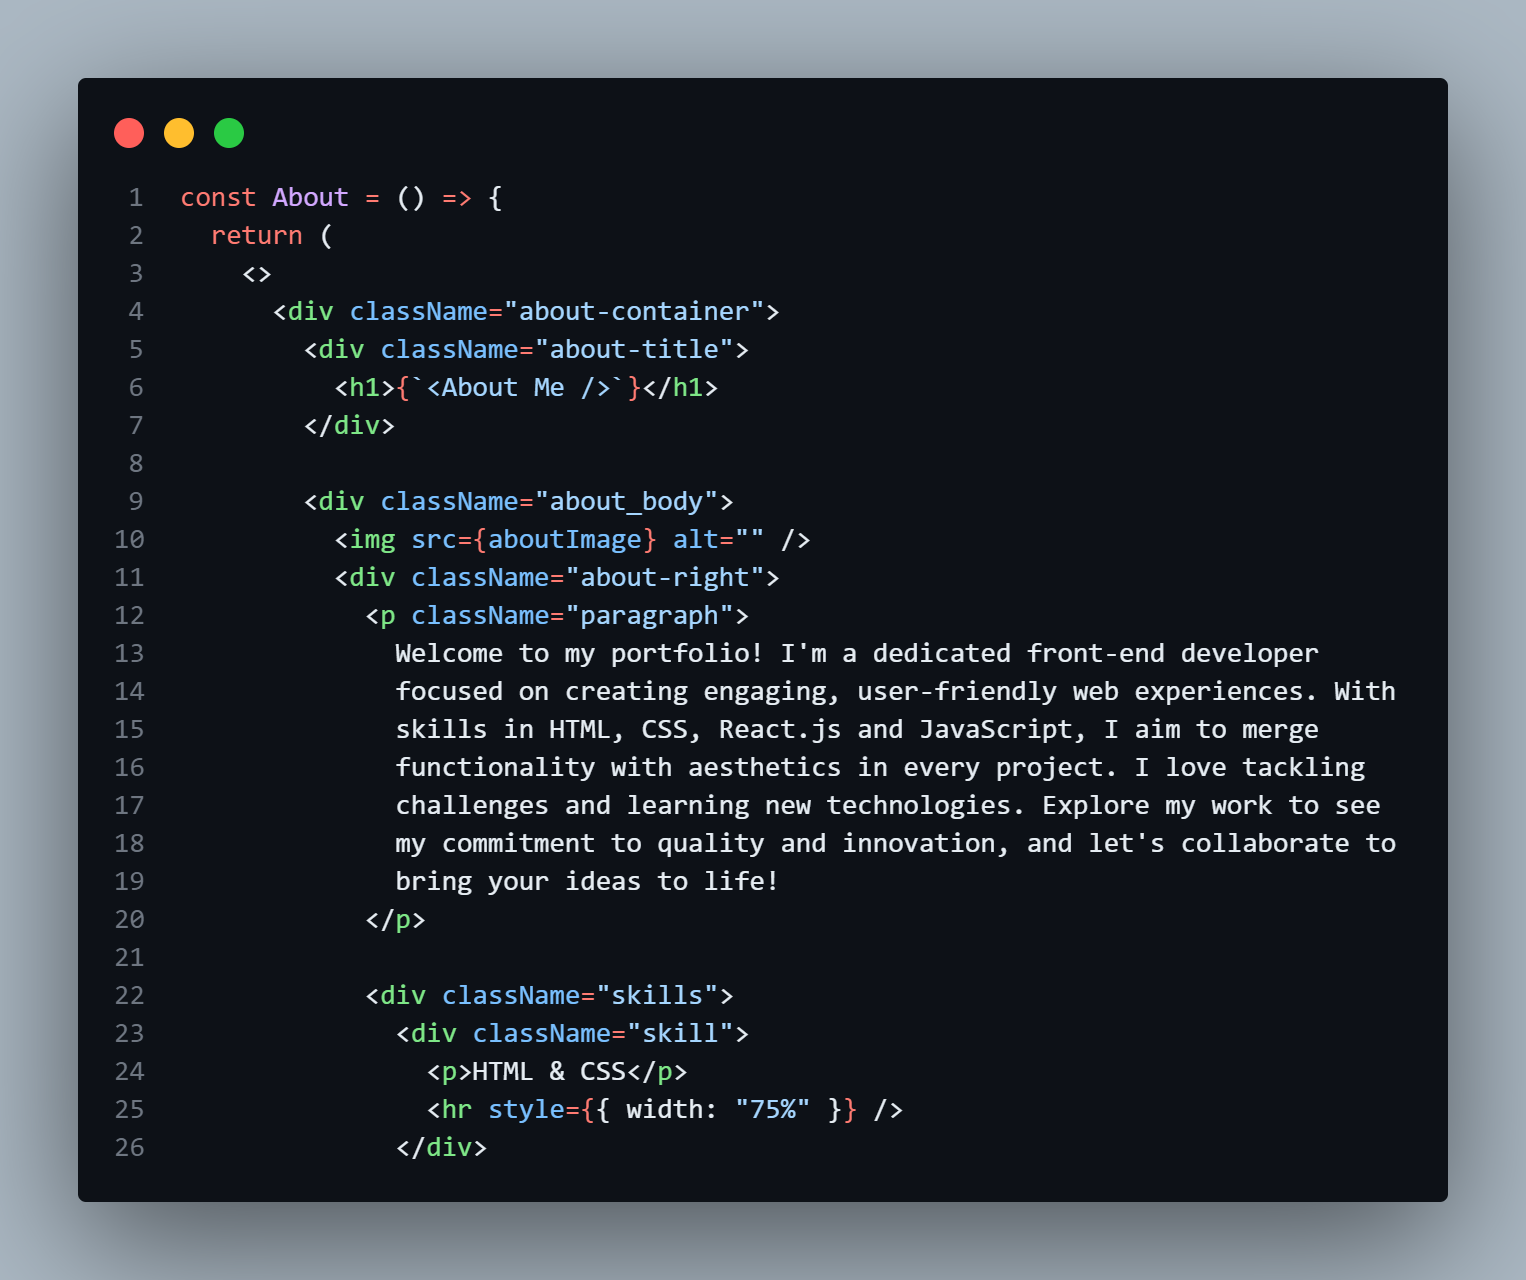 1 const About = () => {
2 return (
3 <>
4 <div className="about-container">
5 <div className="about-title">
6 <h1>{`<About Me />`}</h1>
7 </div>
8
9 <div className="about_body">
10 <img src={aboutImage} alt="" />
11 <div className="about-right">
12 <p className="paragraph">
13 Welcome to my portfolio! I'm a dedicated front-end developer
14 focused on creating engaging, user-friendly web experiences. With
15 skills in HTML, CSS, React.js and JavaScript, I aim to merge
16 functionality with aesthetics in every project. I love tackling
17 challenges and learning new technologies. Explore my work to see
18 my commitment to quality and innovation, and let's collaborate to
19 bring your ideas to life!
20 </p>
21
22 <div className="skills">
23 <div className="skill">
24 <p>HTML & CSS</p>
25 <hr style={{ width: "75%" }} />
26 </div>